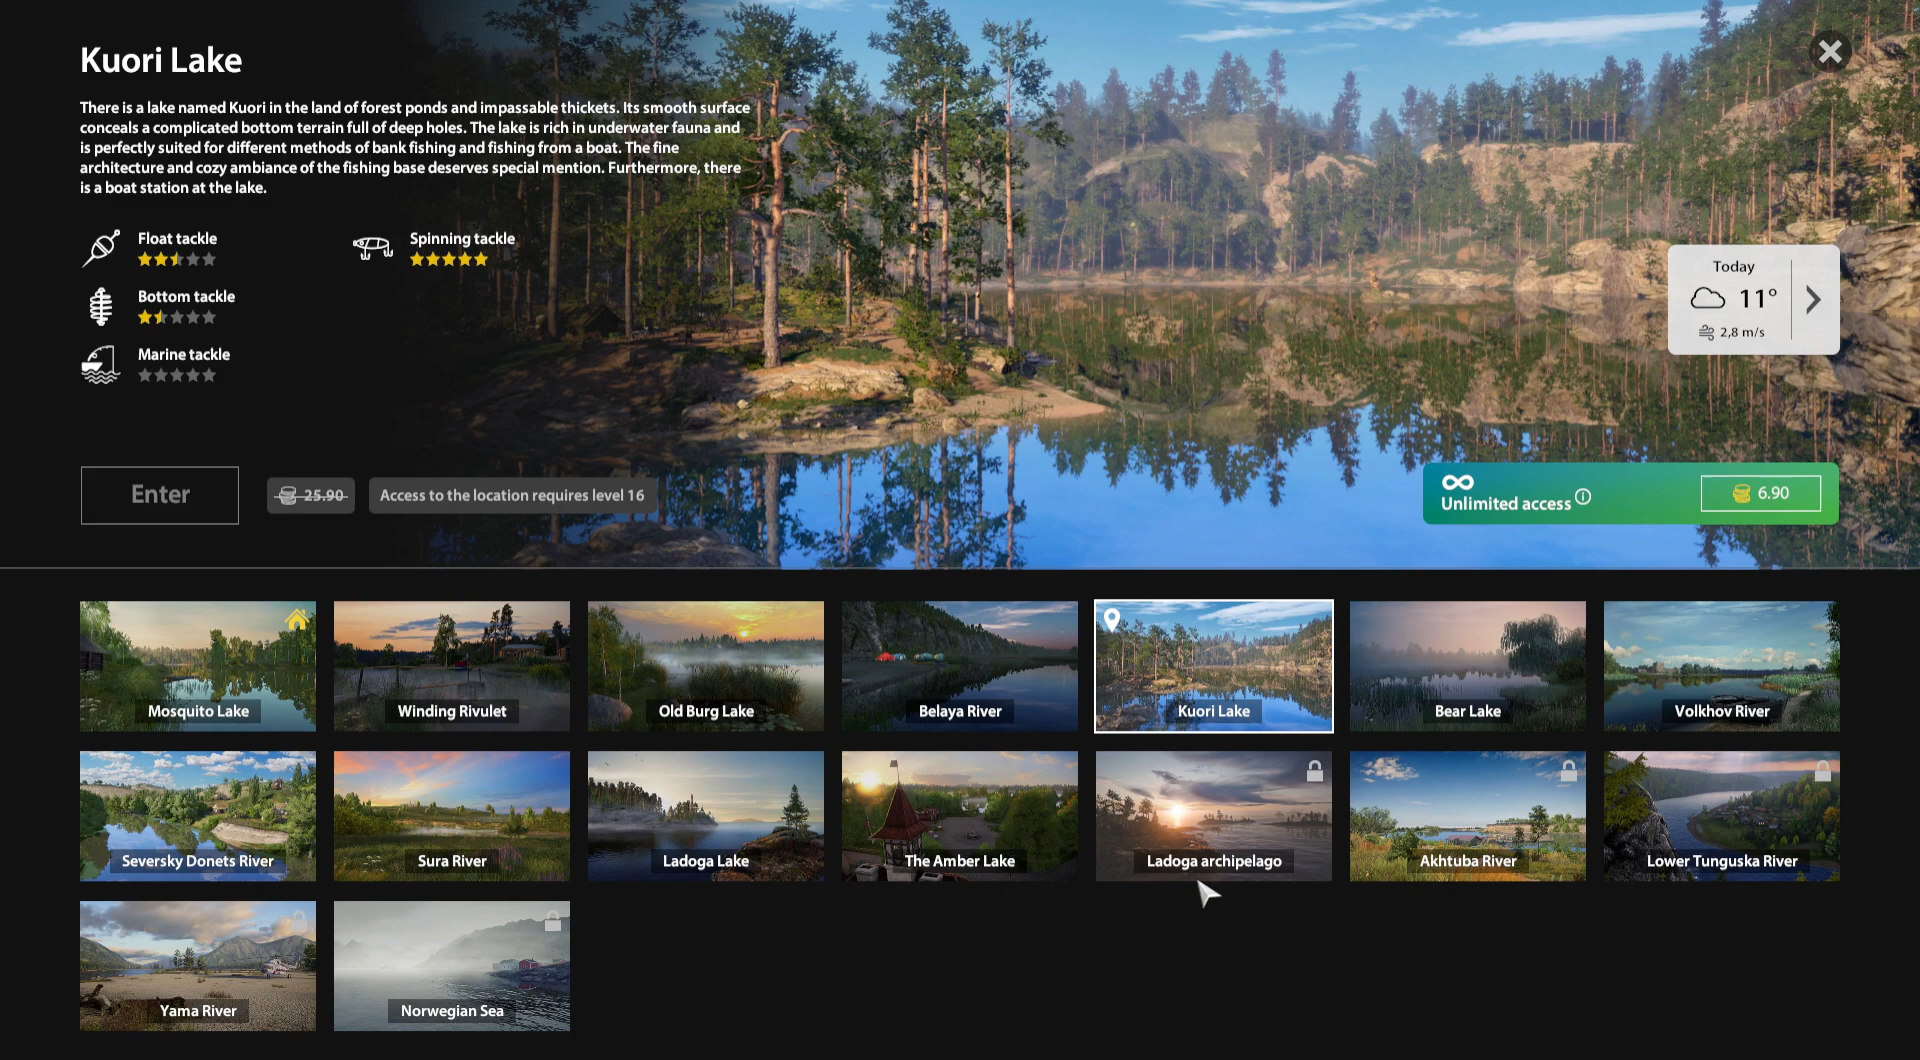 Kuori Lake
There is a lake named Kuori in the land of forest ponds and impassable thickets. Its smooth surface
conceals a complicated bottom terrain full of deep holes. The lake is rich in underwater fauna and
is perfectly suited for different methods of bank fishing and fishing from a boat. The fine
architecture and cozy ambiance of the fishing base deserves special mention. Furthermore, there
is a boat station at the lake.
Float tackle
Spinning tackle
Bottom tackle
Marine tackle
Today
11°
2,8 m/s
Enter
25.90
Access to the location requires level 16
Unlimited access
6.90
Mosquito Lake
Winding Rivulet
Old Burg Lake
Belaya River
Kuori Lake
Bear Lake
Volkhov River
Seversky Donets River
Sura River
Ladoga Lake
The Amber Lake
Ladoga archipelago
Akhtuba River
Lower Tunguska River
Yama River
Norwegian Sea